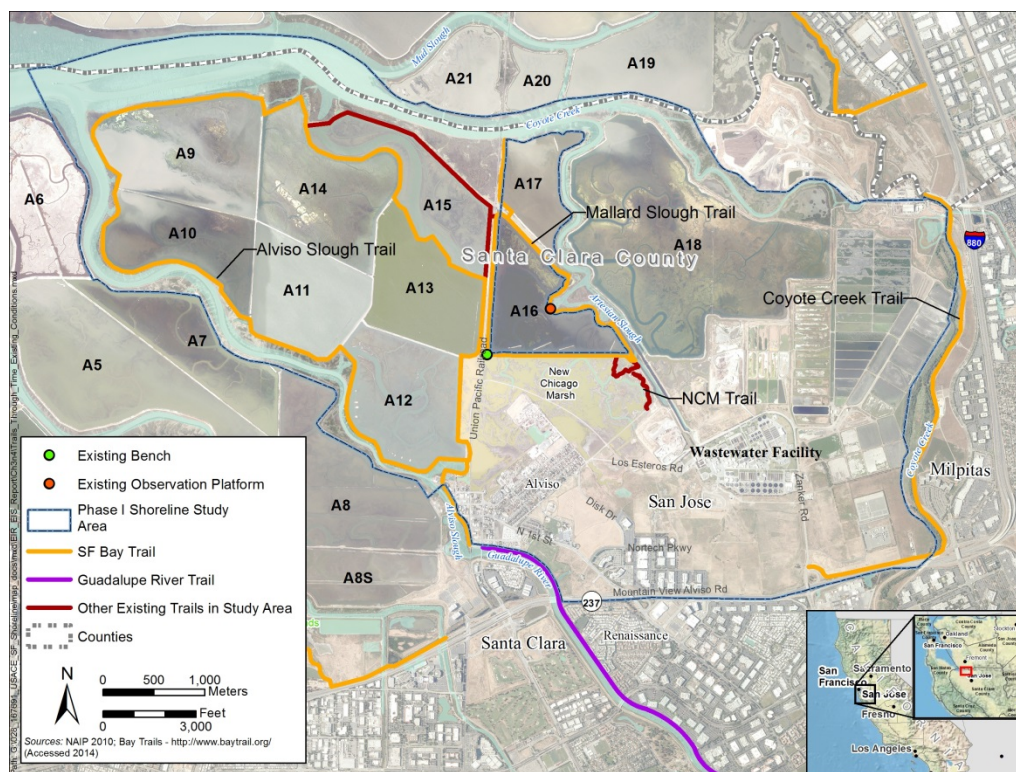 Mud Slough
A21
A20
A19
Coyote Creek
A9
A14
A17
A6
A15
Mallard Slough Trail
A10
Alviso Slough Trail
Santa Clara County
A18
880
A11
A13
A16
Artesian Slough
Coyote Creek Trail
A7
A5
Union Pacific Railroad
New
Chicago
Marsh
A12
NCM Trail
Wastewater Facility
Los Esteros Rd
Zanker Rd
Coyote Creek
Milpitas
Alviso
San Jose
Disk Dr
A8
Alviso Slough
N 1st St
Nortech Pkwy
Guadalupe River
A8S
237
Mountain View Alviso Rd
Santa Clara
Renaissance
Existing Bench
Existing Observation Platform
Phase I Shoreline Study
Area
SF Bay Trail
Guadalupe River Trail
Other Existing Trails in Study Area
Counties
N
0 500 1,000
Meters
Feet
0 3,000
Sources: NAIP 2010; Bay Trails - http://www.baytrail.org/
(Accessed 2014)
San
Francisco
Sacramento
San Jose
Fresno
Los Angeles
San Francisco
Oakland
Fremont
San Jose